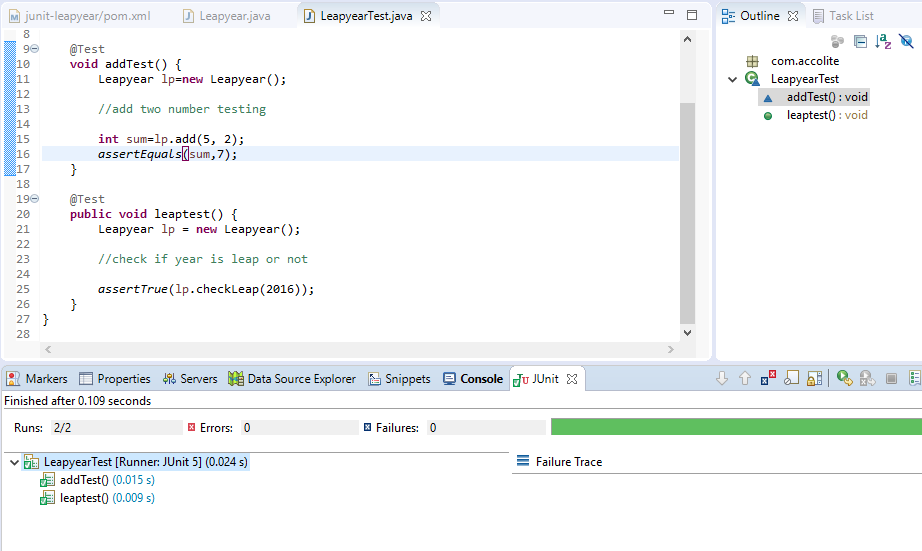 junit-leapyear/pom.xml Leapyear.java LeapyearTest.java
8
9 @Test
10 void addTest() {
11 Leapyear lp=new Leapyear();
12
13 //add two number testing
14
15 int sum=lp.add(5, 2);
16 assertEquals(sum,7);
17 }
18
19 @Test
20 public void leaptest() {
21 Leapyear lp = new Leapyear();
22
23 //check if year is leap or not
24
25 assertTrue(lp.checkLeap(2016));
26 }
27 }
28
Outline Task List
com.accolite
LeapyearTest
addTest() : void
leaptest() : void
Markers Properties Servers Data Source Explorer Snippets Console JUnit
Finished after 0.109 seconds
Runs: 2/2 Errors: 0 Failures: 0
LeapyearTest [Runner: JUnit 5] (0.024 s)
addTest() (0.015 s)
leaptest() (0.009 s)
Failure Trace